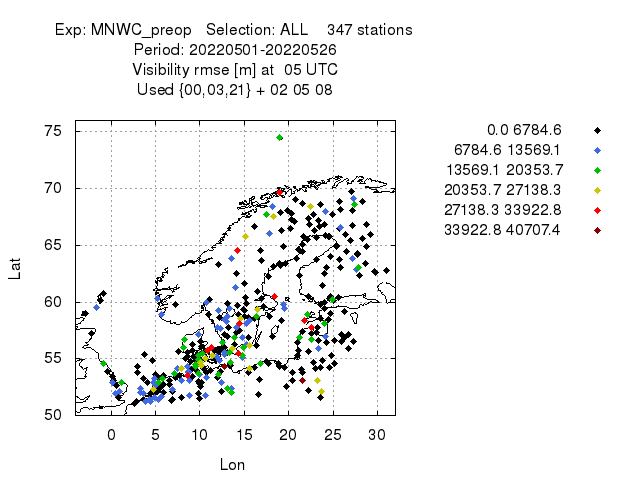 Exp: MNWC_preop Selection: ALL 347 stations
Period: 20220501-20220526
Visibility rmse [m] at 05 UTC
Used {00,03,21} + 02 05 08
0.0 6784.6
6784.6 13569.1
13569.1 20353.7
20353.7 27138.3
27138.3 33922.8
33922.8 40707.4
75
70
65
60
55
50
Lat
0 5 10 15 20 25 30
Lon